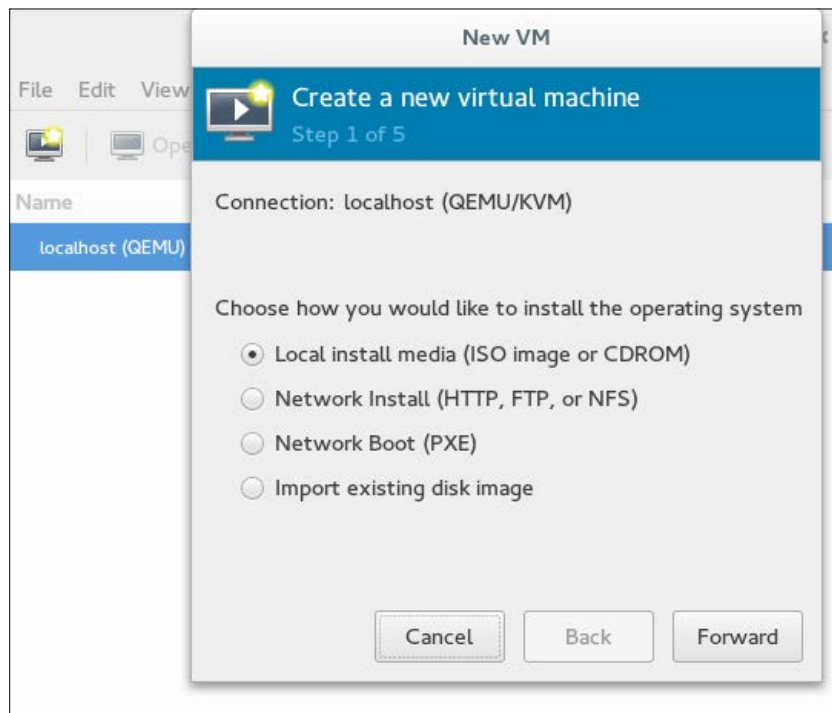 New VM
File Edit View
Create a new virtual machine
Step 1 of 5
Ope
Name
localhost (QEMU)
Connection: localhost (QEMU/KVM)
Choose how you would like to install the operating system
Local install media (ISO image or CDROM)
Network Install (HTTP, FTP, or NFS)
Network Boot (PXE)
Import existing disk image
Cancel Back Forward